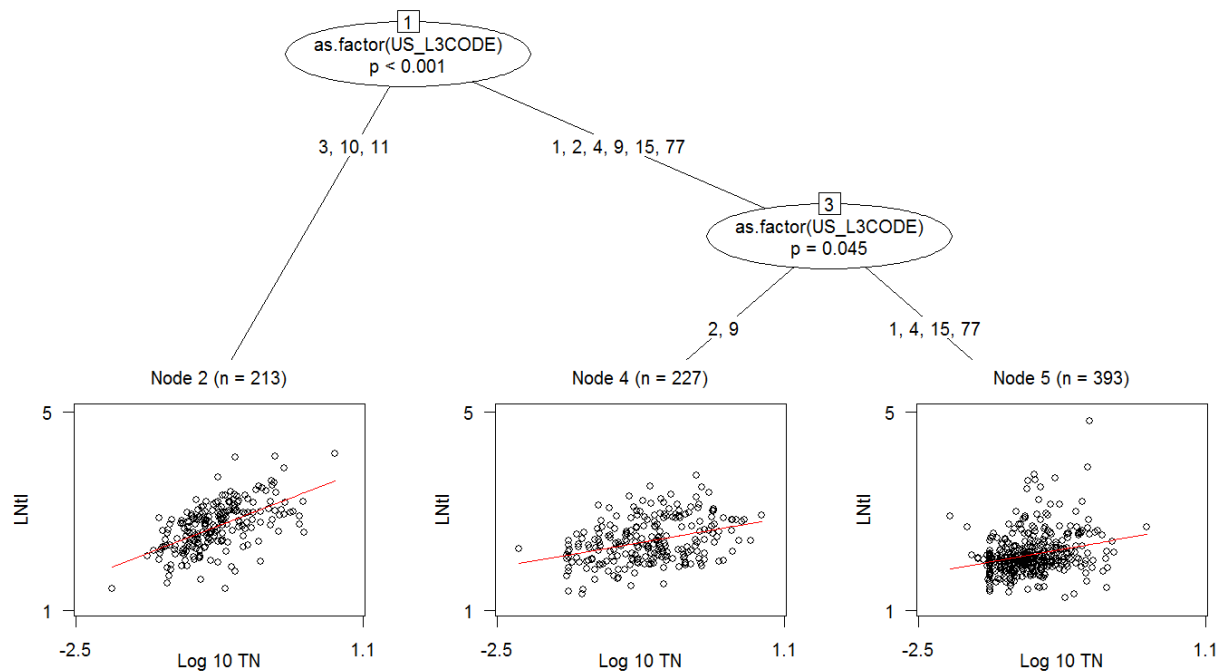 1
as.factor(US_L3CODE)
p < 0.001
3, 10, 11
1, 2, 4, 9, 15, 77
3
as.factor(US_L3CODE)
p = 0.045
2, 9
1, 4, 15, 77
Node 2 (n = 213)
Node 4 (n = 227)
Node 5 (n = 393)
5
LNtl
1
-2.5
1.1
Log 10 TN
5
LNtl
1
-2.5
1.1
Log 10 TN
5
LNtl
1
-2.5
1.1
Log 10 TN